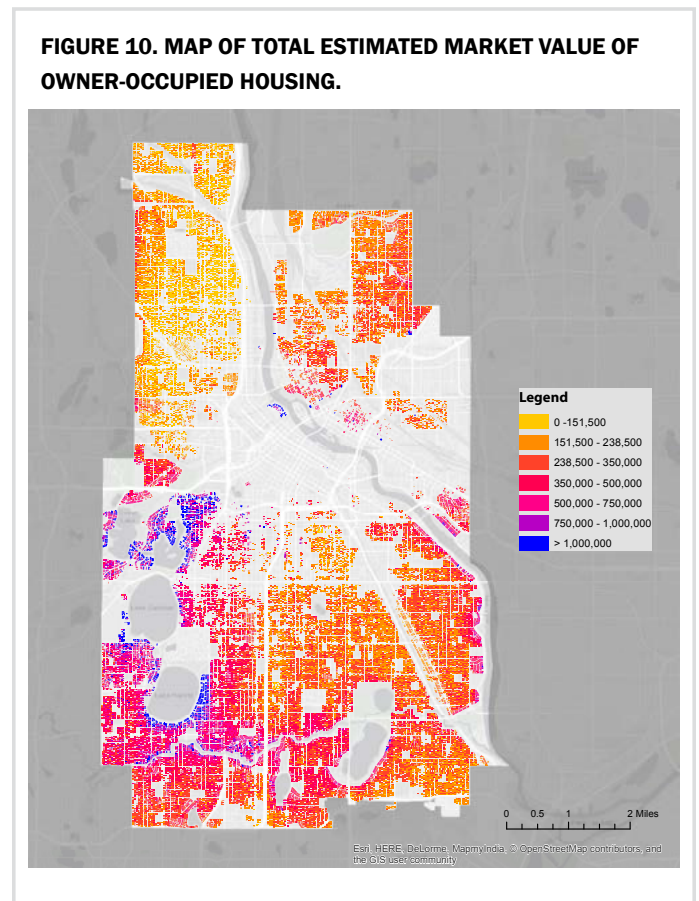 FIGURE 10. MAP OF TOTAL ESTIMATED MARKET VALUE OF
OWNER-OCCUPIED HOUSING.
Legend
0 -151,500
151,500 - 238,500
238,500 - 350,000
350,000 - 500,000
500,000 - 750,000
750,000 - 1,000,000
> 1,000,000
0 0.5 1 2 Miles
Esri, HERE, DeLorme, MapmyIndia, © OpenStreetMap contributors, and
the GIS user community